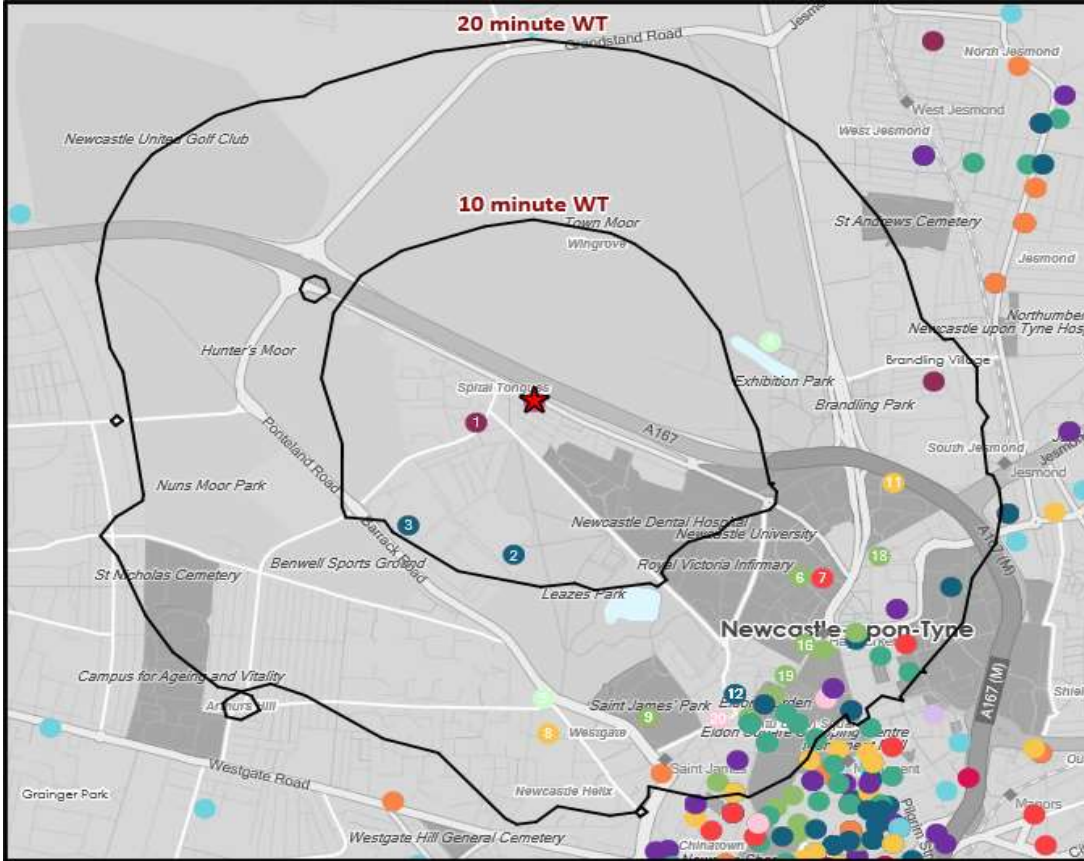 20 minute WT
Grandstand Road
North Jesmond
West Jesmond
West Jesmond
Newcastle United Golf Club
10 minute WT
Town Moor
Wingrove
St Andrews Cemetery
Jesmond
Newcastle upon Tyne
Hunter's Moor
Brandling Village
Exhibition Park
Brandling Park
Spiral Tongues
1
A167
South Jesmond
Jesmond
Ponteland Road
Nuns Moor Park
11
3
Newcastle Dental Hospital
Newcastle University
A167 (M)
Barrack Road
2
18
Benwell Sports Ground
Royal Victoria Infirmary
6
7
St Nicholas Cemetery
Leazes Park
Newcastle upon-Tyne
16
Campus for Ageing and Vitality
19
Arthurs Hill
12
A167 (M)
Saint James' Park
9
20
8
Westgate
Saint James
Westgate Road
Newcastle Helix
Grainger Park
Manors
Westgate Hill General Cemetery
Chinatown